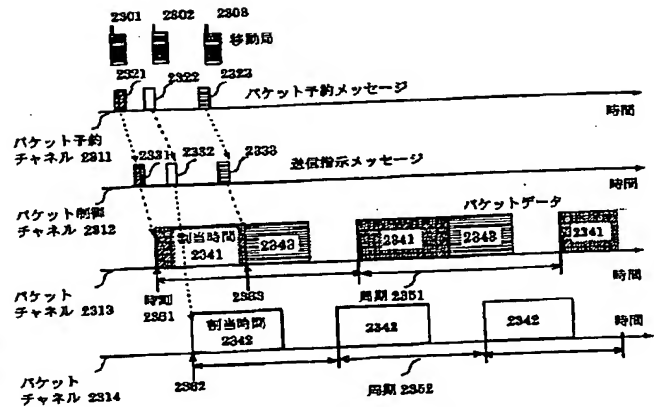 2301 2302 2303
移動局
2321 2322 2323
パケット予約メッセージ
時間
パケット予約
チャネル 2311
2331 2332 2333
送信指示メッセージ
時間
パケット制御
チャネル 2312
パケットデータ
割当時間
2341
2343
2341
2343
2341
時間
パケット
チャネル 2313
時刻
2361
2363
周期 2351
割当時間
2342
2342
2342
時間
パケット
チャネル 2314
2362
周期 2352